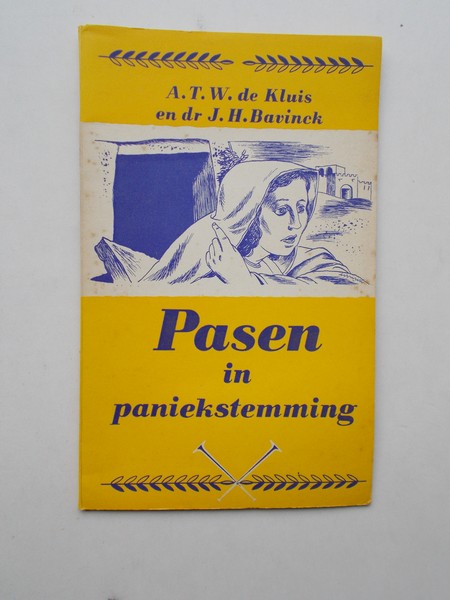 A.T.W. de Kluis
en dr J.H.Bavinck
Pasen
in
paniekstemming